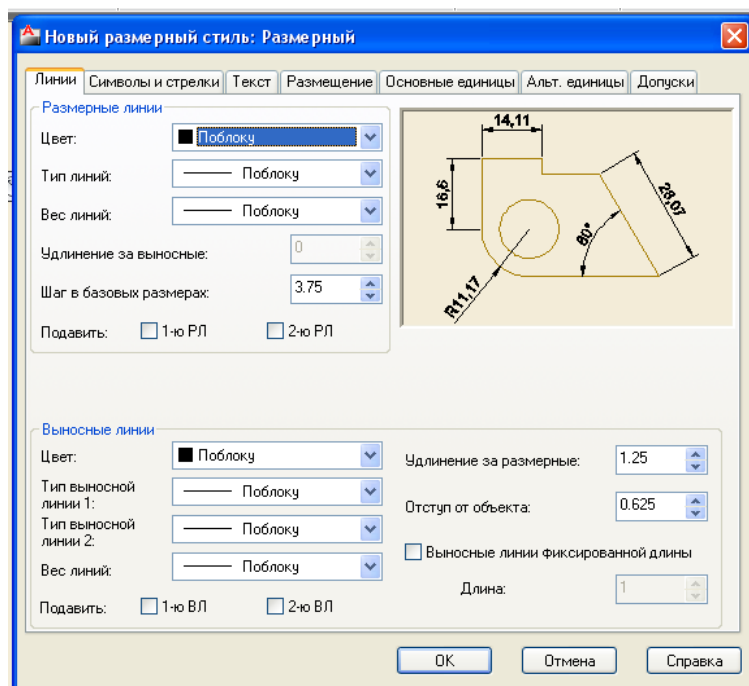 Новый размерный стиль: Размерный
Линии Символы и стрелки Текст Размещение Основные единицы Альт. единицы Допуски
Размерные линии
Цвет: Поблоку
Тип линий: Поблоку
Вес линий: Поблоку
Удлинение за выносные: 0
Шаг в базовых размерах: 3.75
Подавить: 1-ю РЛ 2-ю РЛ
14,11
16,6
28,07
60°
R11,17
Выносные линии
Цвет: Поблоку
Тип выносной
линии 1: Поблоку
Тип выносной
линии 2: Поблоку
Вес линий: Поблоку
Подавить: 1-ю ВЛ 2-ю ВЛ
Удлинение за размерные: 1.25
Отступ от объекта: 0.625
Выносные линии фиксированной длины
Длина: 1
OK Отмена Справка